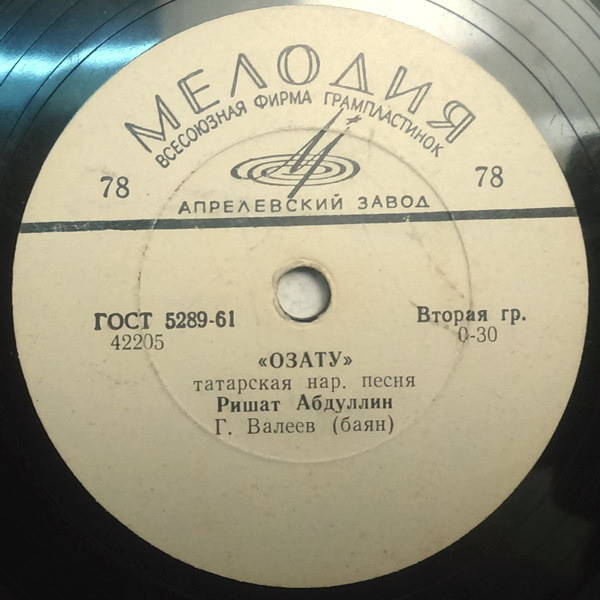 МЕЛОДИЯ
ВСЕСОЮЗНАЯ ФИРМА ГРАМПЛАСТИНОК
78 78
АПРЕЛЕВСКИЙ ЗАВОД
ГОСТ 5289-61 Вторая гр.
42205 0-30
«ОЗАТУ»
татарская нар. песня
Ришат Абдуллин
Г. Валеев (баян)